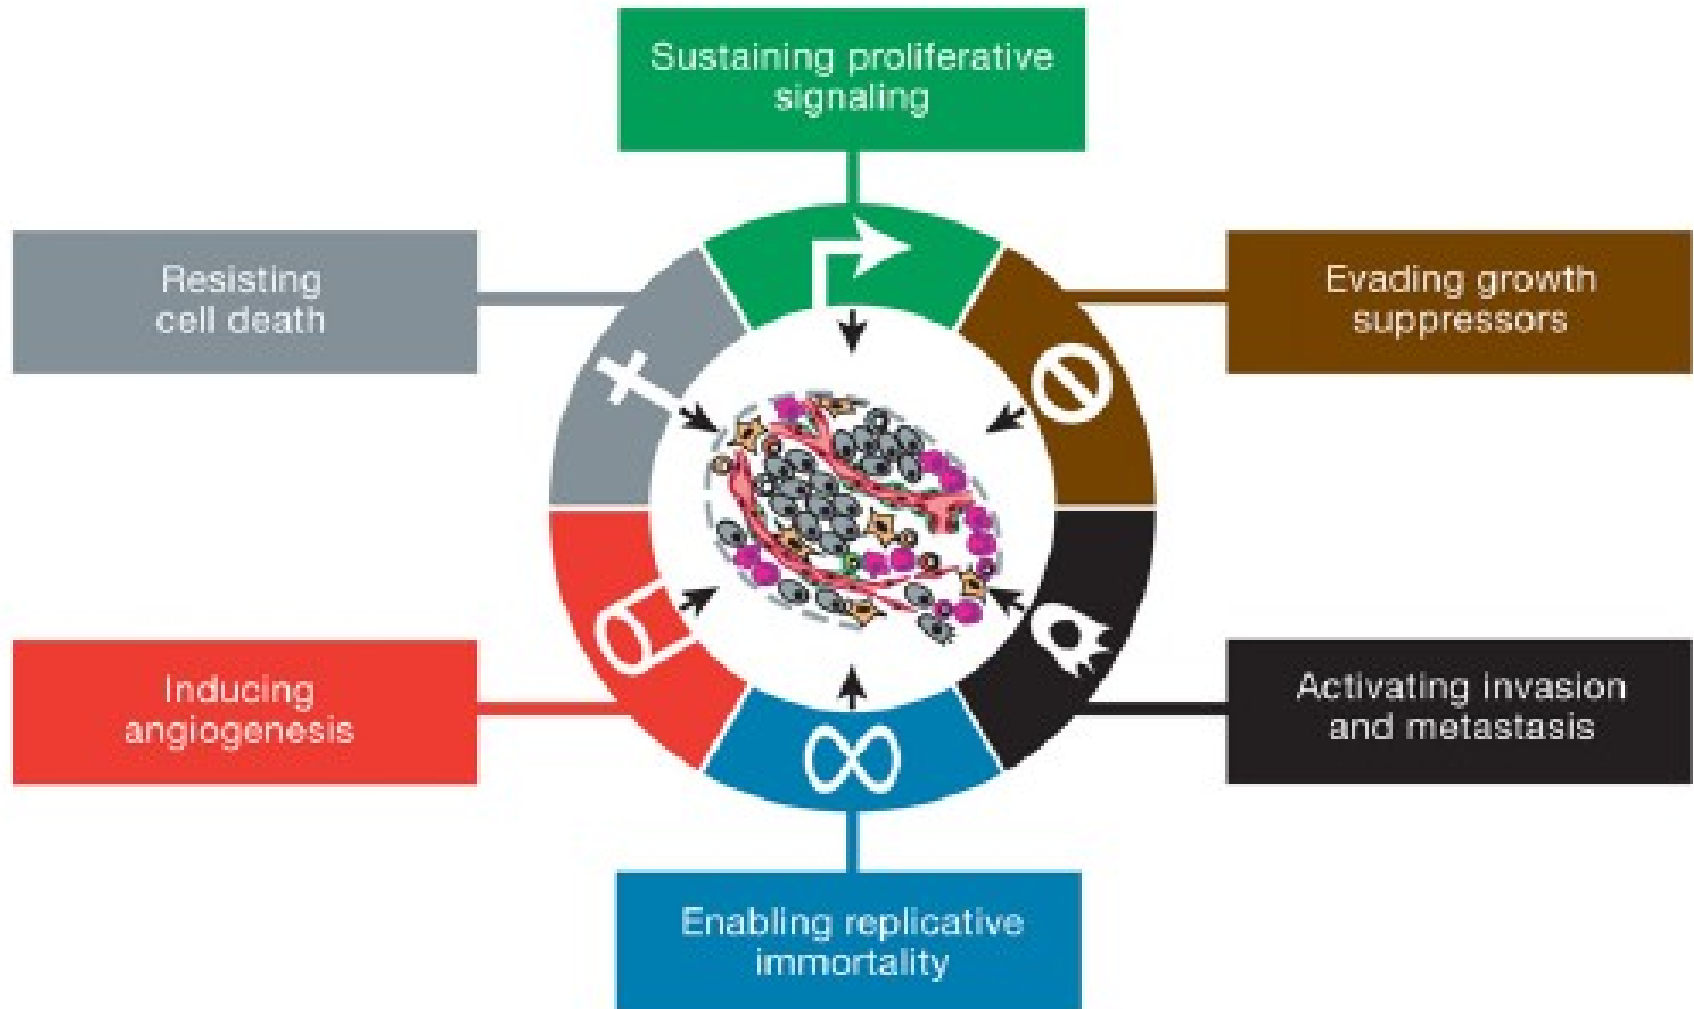 Sustaining proliferative
signaling
Resisting
cell death
Evading growth
suppressors
Inducing
angiogenesis
Activating invasion
and metastasis
Enabling replicative
immortality